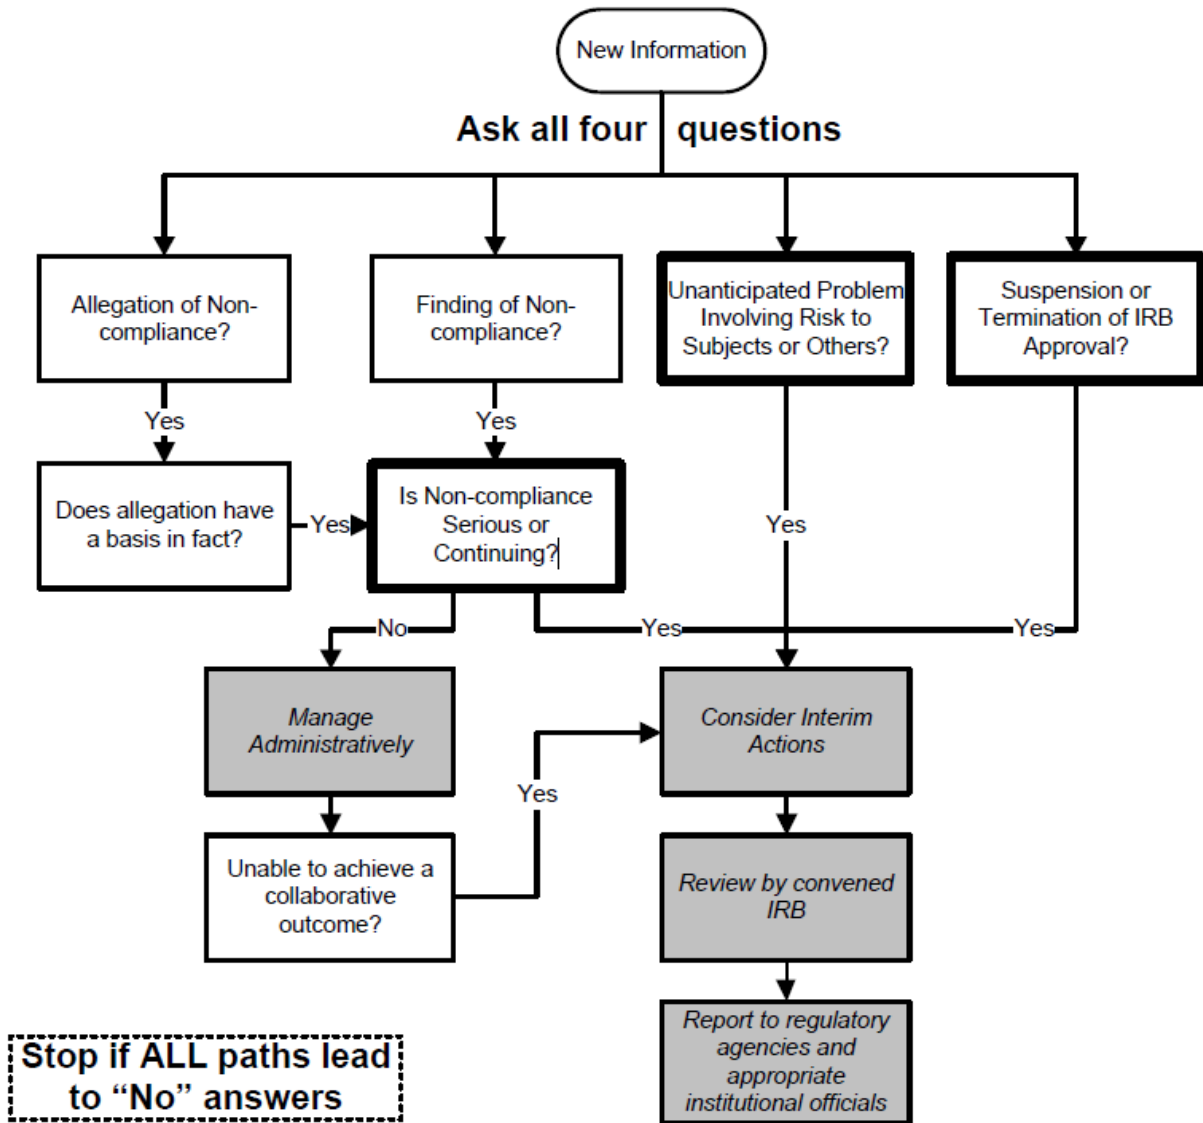 New Information
Ask all four questions
Allegation of Non-
compliance?
Finding of Non-
compliance?
Unanticipated Problem
Involving Risk to
Subjects or Others?
Suspension or
Termination of IRB
Approval?
Yes
Yes
Does allegation have
a basis in fact?
Yes
Is Non-compliance
Serious or
Continuing?
Yes
No
Yes
Yes
Manage
Administratively
Consider Interim
Actions
Yes
Unable to achieve a
collaborative
outcome?
Review by convened
IRB
Report to regulatory
agencies and
appropriate
institutional officials
Stop if ALL paths lead
to “No” answers